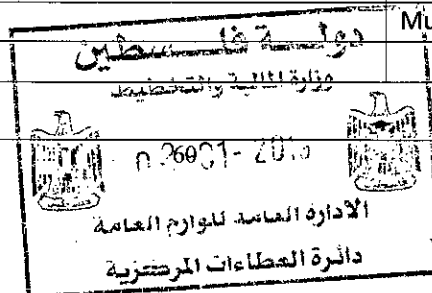 Mu
دولة فلسطين
وزارة المالية والتخطيط
الادارة العامة للوازم العامة
دائرة العطاءات المركزية